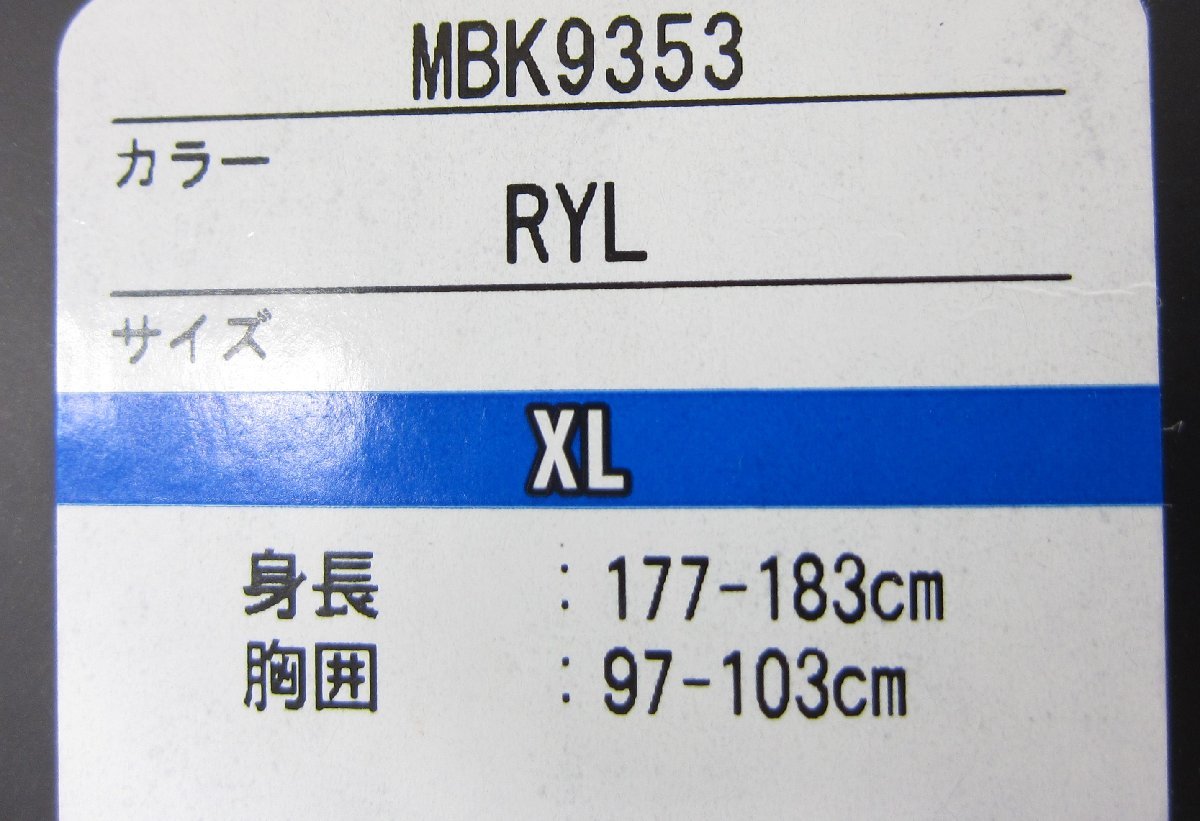 MBK9353
カラー
RYL
サイズ
XL
身長 : 177-183cm
胸囲 : 97-103cm